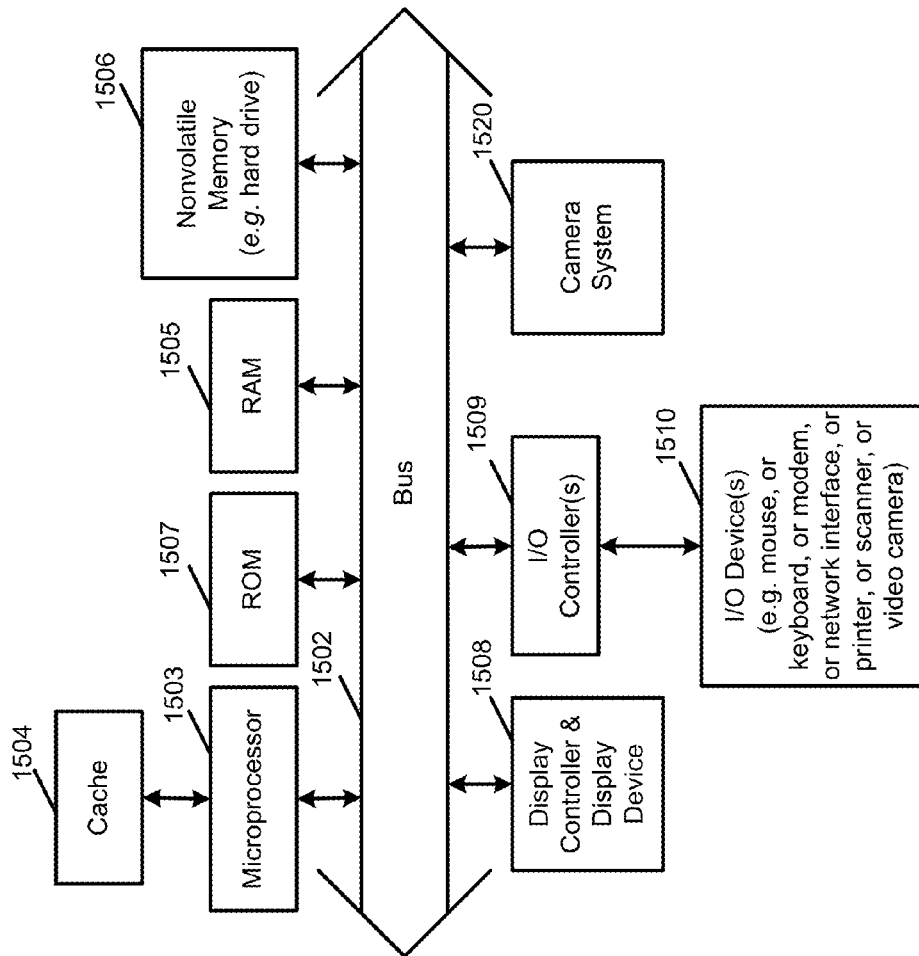 1504
Cache
1503
Microprocessor
1507
ROM
1505
RAM
1506
Nonvolatile
Memory
(e.g. hard drive)
1502
Bus
1508
Display
Controller &
Display
Device
1509
I/O
Controller(s)
1520
Camera
System
1510
I/O Device(s)
(e.g. mouse, or
keyboard, or modem,
or network interface, or
printer, or scanner, or
video camera)